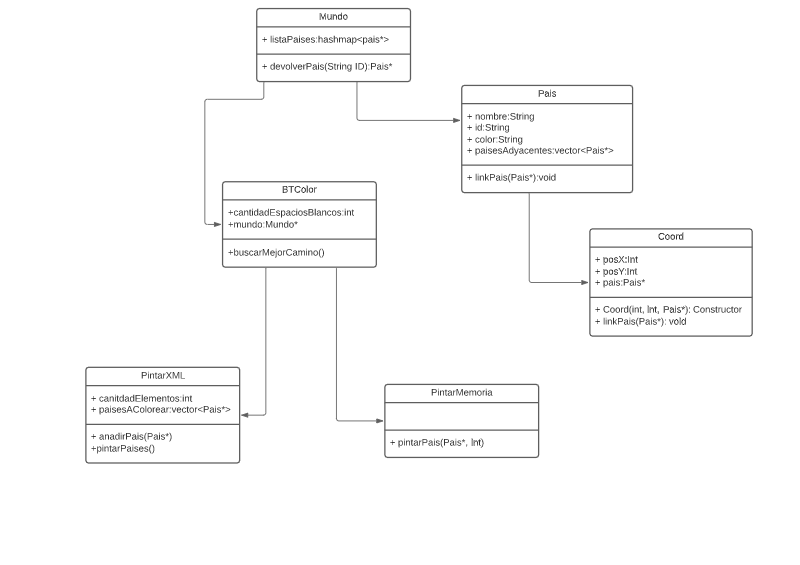 Mundo
+ listaPaises:hashmap<pais*>
+ devolverPais(String ID):Pais*
Pais
+ nombre:String
+ id:String
+ color:String
+ paisesAdyacentes:vector<Pais*>
+ linkPais(Pais*):void
BTColor
+cantidadEspaciosBlancos:int
+mundo:Mundo*
+buscarMejorCamino()
Coord
+ posX:Int
+ posY:Int
+ pais:Pais*
+ Coord(int, Int, Pais*): Constructor
+ linkPais(Pais*): void
PintarXML
+ canitdadElementos:int
+ paisesAColorear:vector<Pais*>
+ anadirPais(Pais*)
+pintarPaises()
PintarMemoria
+ pintarPais(Pais*, Int)